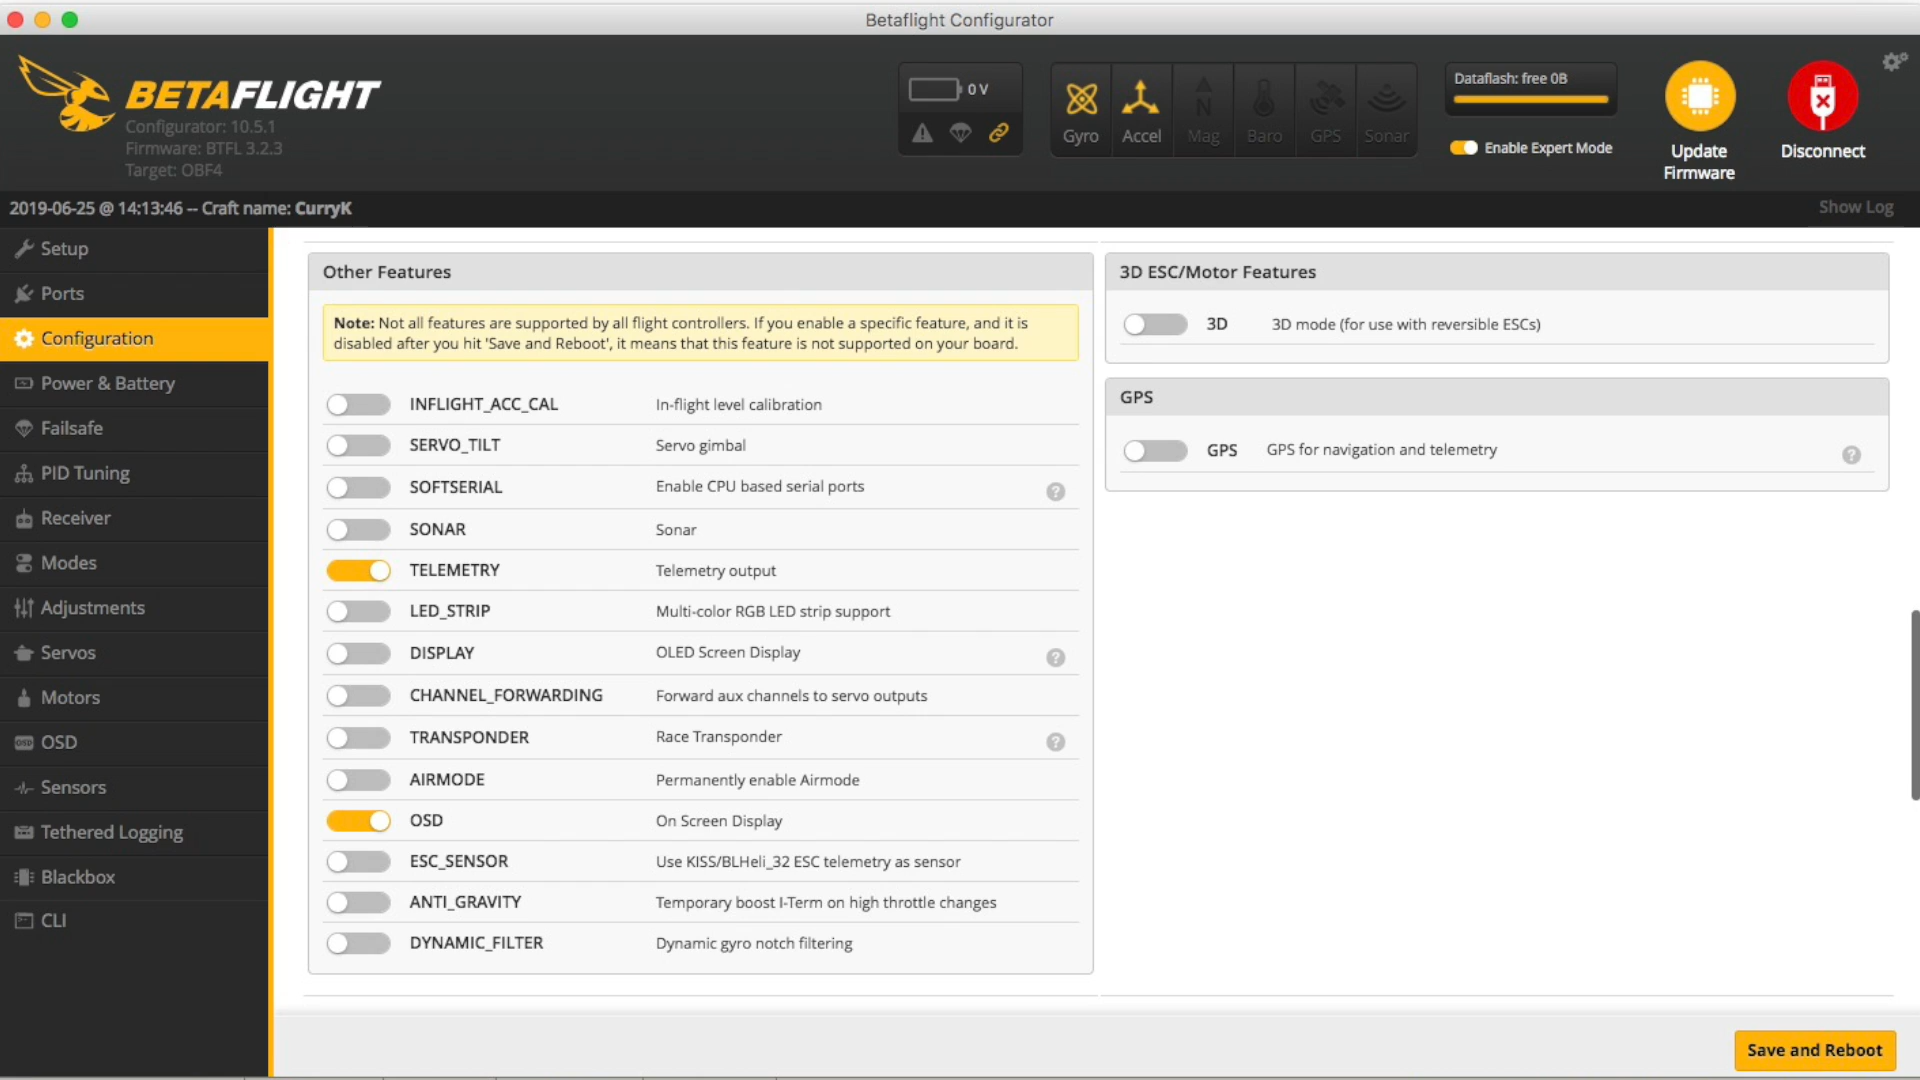 Betaflight Configurator
BETAFLIGHT
Configurator: 10.5.1
Firmware: BTFL 3.2.3
Target: OBF4
0 V
Gyro
Accel
Mag
N
Baro
GPS
Sonar
Dataflash: free 0B
Enable Expert Mode
Update
Firmware
Disconnect
2019-06-25 @ 14:13:46 -- Craft name: CurryK
Show Log
Setup
Ports
Configuration
Power & Battery
Failsafe
PID Tuning
Receiver
Modes
Adjustments
Servos
Motors
OSD
OSD
Sensors
Tethered Logging
Blackbox
CLI
Other Features
Note: Not all features are supported by all flight controllers. If you enable a specific feature, and it is
disabled after you hit 'Save and Reboot', it means that this feature is not supported on your board.
INFLIGHT_ACC_CAL In-flight level calibration
SERVO_TILT Servo gimbal
SOFTSERIAL Enable CPU based serial ports ?
SONAR Sonar
TELEMETRY Telemetry output
LED_STRIP Multi-color RGB LED strip support
DISPLAY OLED Screen Display ?
CHANNEL_FORWARDING Forward aux channels to servo outputs
TRANSPONDER Race Transponder ?
AIRMODE Permanently enable Airmode
OSD On Screen Display
ESC_SENSOR Use KISS/BLHeli_32 ESC telemetry as sensor
ANTI_GRAVITY Temporary boost I-Term on high throttle changes
DYNAMIC_FILTER Dynamic gyro notch filtering
3D ESC/Motor Features
3D 3D mode (for use with reversible ESCs)
GPS
GPS GPS for navigation and telemetry ?
Save and Reboot